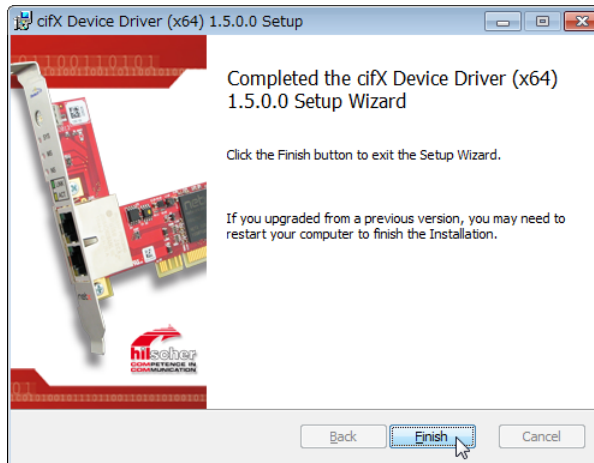 cifX Device Driver (x64) 1.5.0.0 Setup
Completed the cifX Device Driver (x64)
1.5.0.0 Setup Wizard
Click the Finish button to exit the Setup Wizard.
If you upgraded from a previous version, you may need to
restart your computer to finish the Installation.
hilscher
COMPETENCE IN
COMMUNICATION
Back
Finish
Cancel